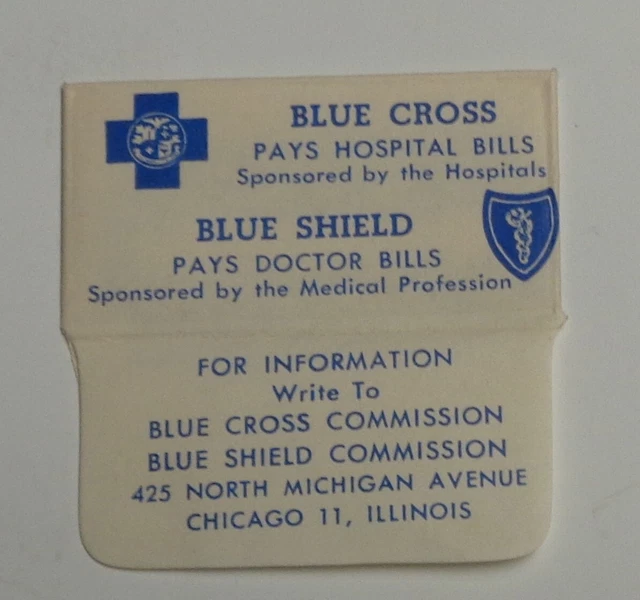 BLUE CROSS
PAYS HOSPITAL BILLS
Sponsored by the Hospitals
BLUE SHIELD
PAYS DOCTOR BILLS
Sponsored by the Medical Profession
FOR INFORMATION
Write To
BLUE CROSS COMMISSION
BLUE SHIELD COMMISSION
425 NORTH MICHIGAN AVENUE
CHICAGO 11, ILLINOIS